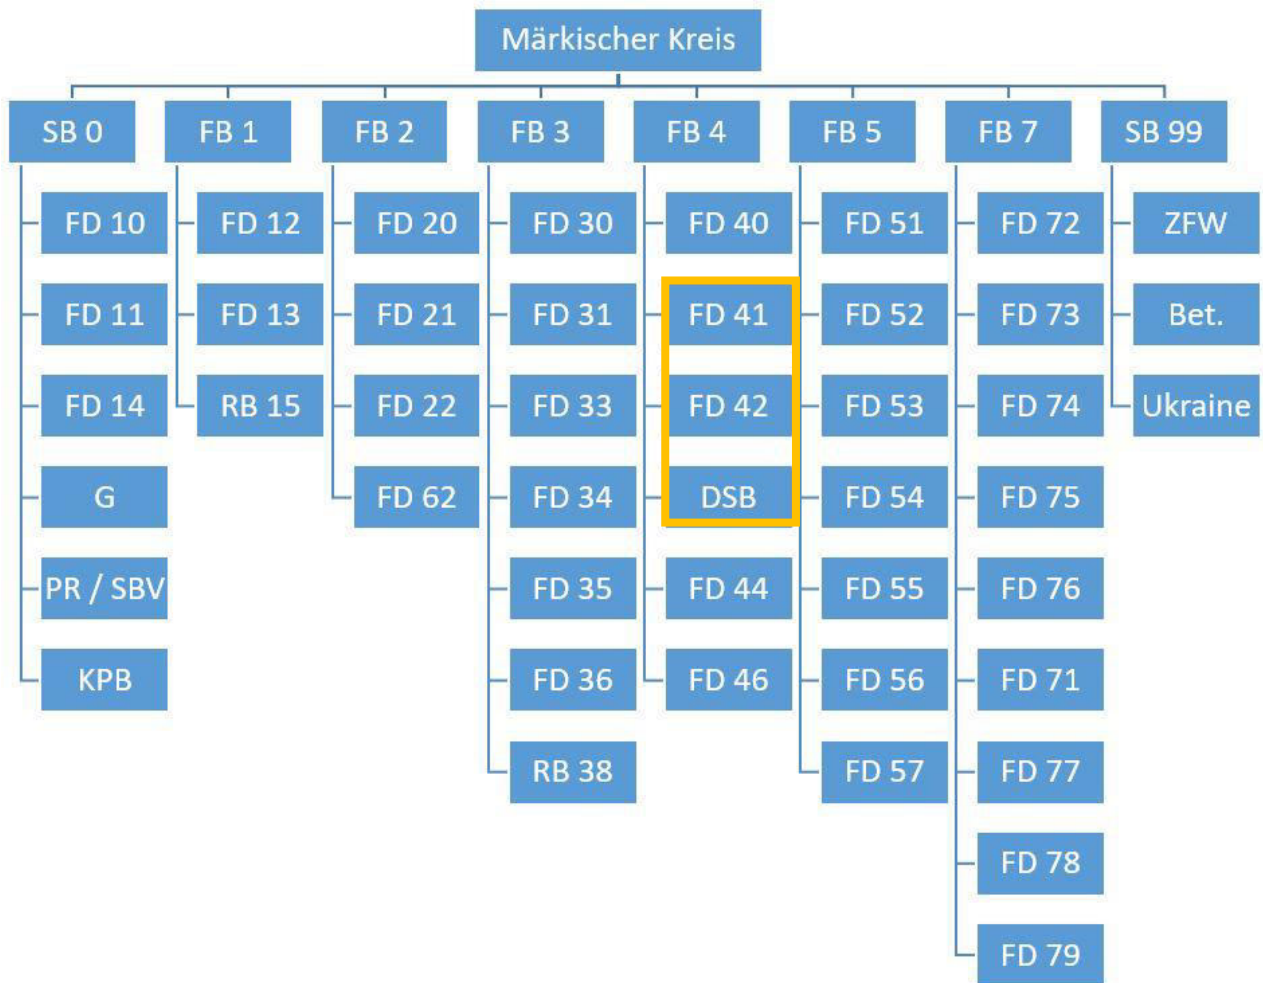 Märkischer Kreis
SB 0 FB 1 FB 2 FB 3 FB 4 FB 5 FB 7 SB 99
FD 10 FD 12 FD 20 FD 30 FD 40 FD 51 FD 72 ZFW
FD 11 FD 13 FD 21 FD 31 FD 41 FD 52 FD 73 Bet.
FD 14 RB 15 FD 22 FD 33 FD 42 FD 53 FD 74 Ukraine
G FD 62 FD 34 DSB FD 54 FD 75
PR / SBV FD 35 FD 44 FD 55 FD 76
KPB FD 36 FD 46 FD 56 FD 71
RB 38 FD 57 FD 77
FD 78
FD 79